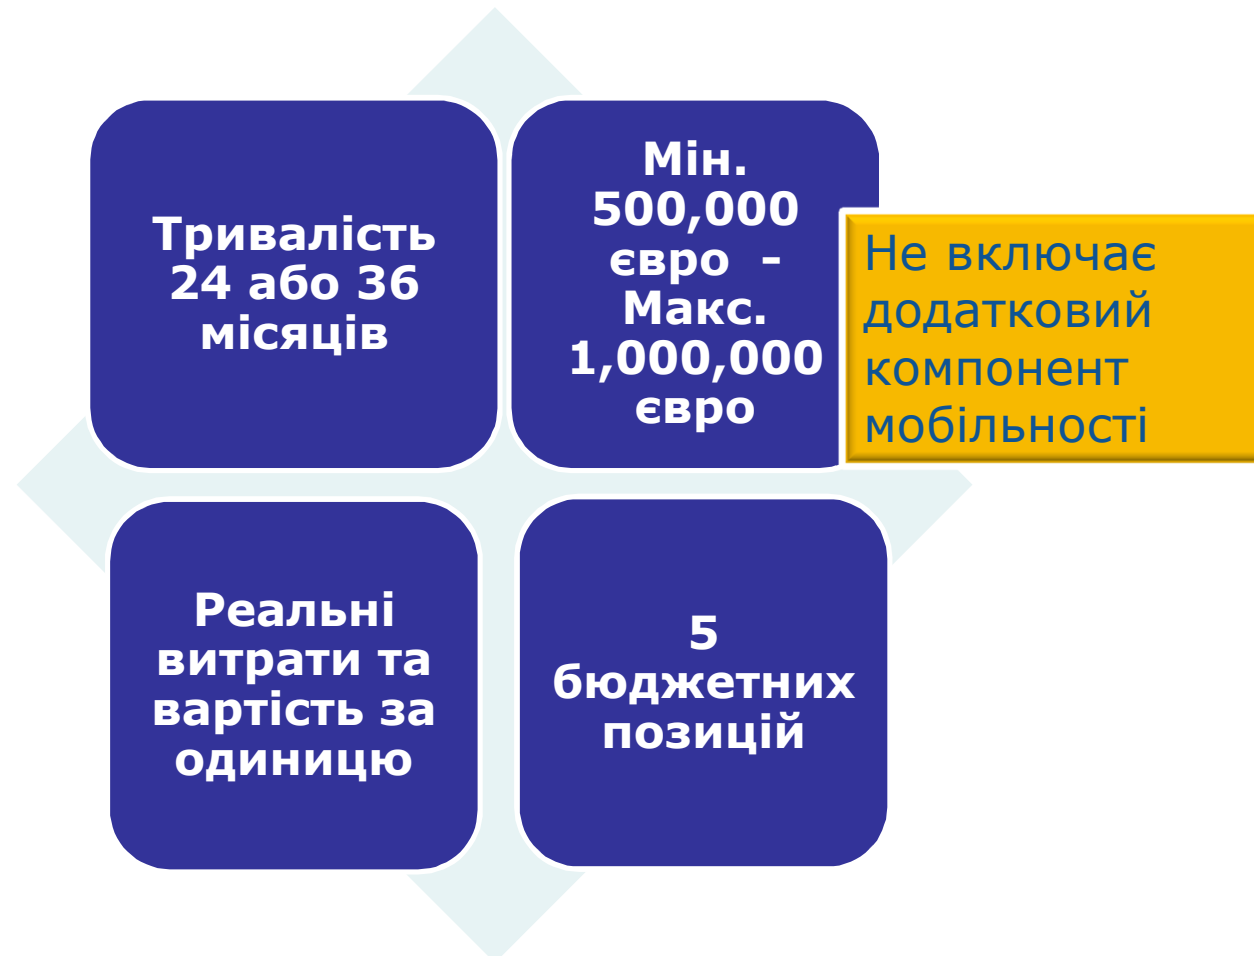 Тривалість
24 або 36
місяців
Мін.
500,000
євро –
Макс.
1,000,000
євро
Не включає
додатковий
компонент
мобільності
Реальні
витрати та
вартість за
одиницю
5
бюджетних
позицій